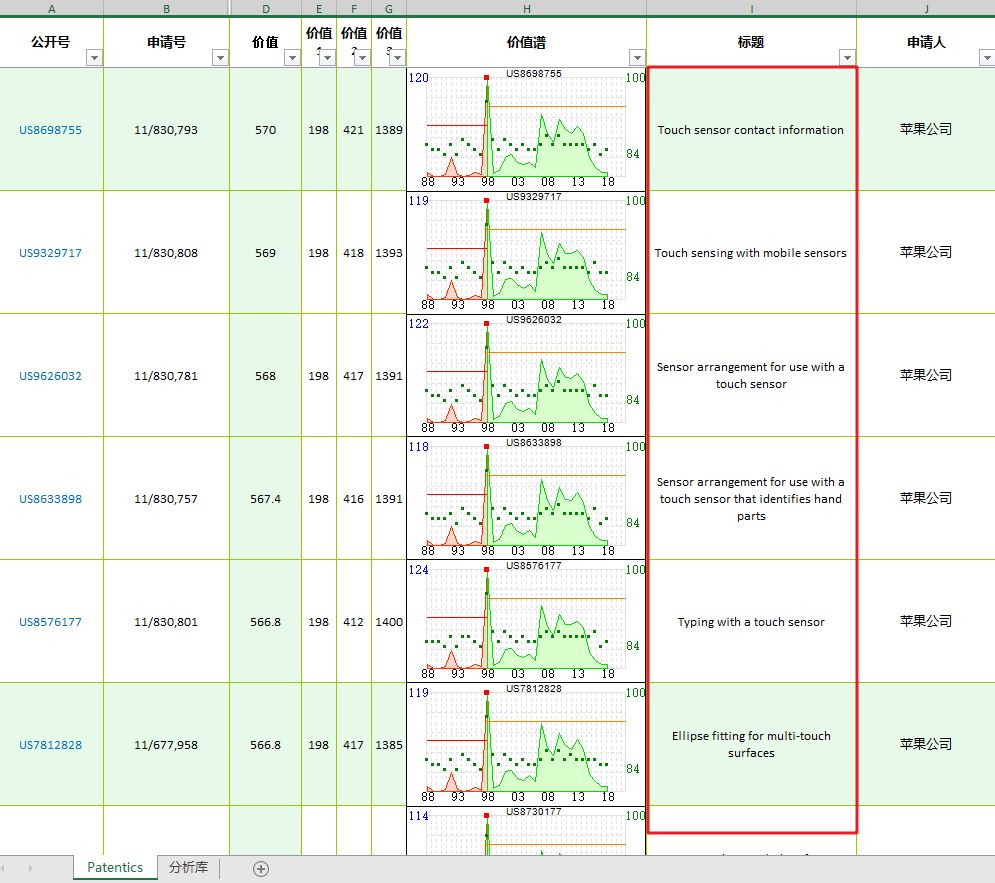 A B D E F G H I J
公开号 申请号 价值 价值1 价值2 价值3 价值谱 标题 申请人
US8698755 11/830,793 570 198 421 1389 Touch sensor contact information 苹果公司
120 US8698755 100
84
88 93 98 03 08 13 18
US9329717 11/830,808 569 198 418 1393 Touch sensing with mobile sensors 苹果公司
119 US9329717 100
84
88 93 98 03 08 13 18
US9626032 11/830,781 568 198 417 1391 Sensor arrangement for use with a
touch sensor 苹果公司
122 US9626032 100
84
88 93 98 03 08 13 18
US8633898 11/830,757 567.4 198 416 1391 Sensor arrangement for use with a
touch sensor that identifies hand
parts 苹果公司
118 US8633898 100
84
88 93 98 03 08 13 18
US8576177 11/830,801 566.8 198 412 1400 Typing with a touch sensor 苹果公司
124 US8576177 100
84
88 93 98 03 08 13 18
US7812828 11/677,958 566.8 198 417 1385 Ellipse fitting for multi-touch
surfaces 苹果公司
119 US7812828 100
84
88 93 98 03 08 13 18
114 US8730177 100
Patentics 分析库